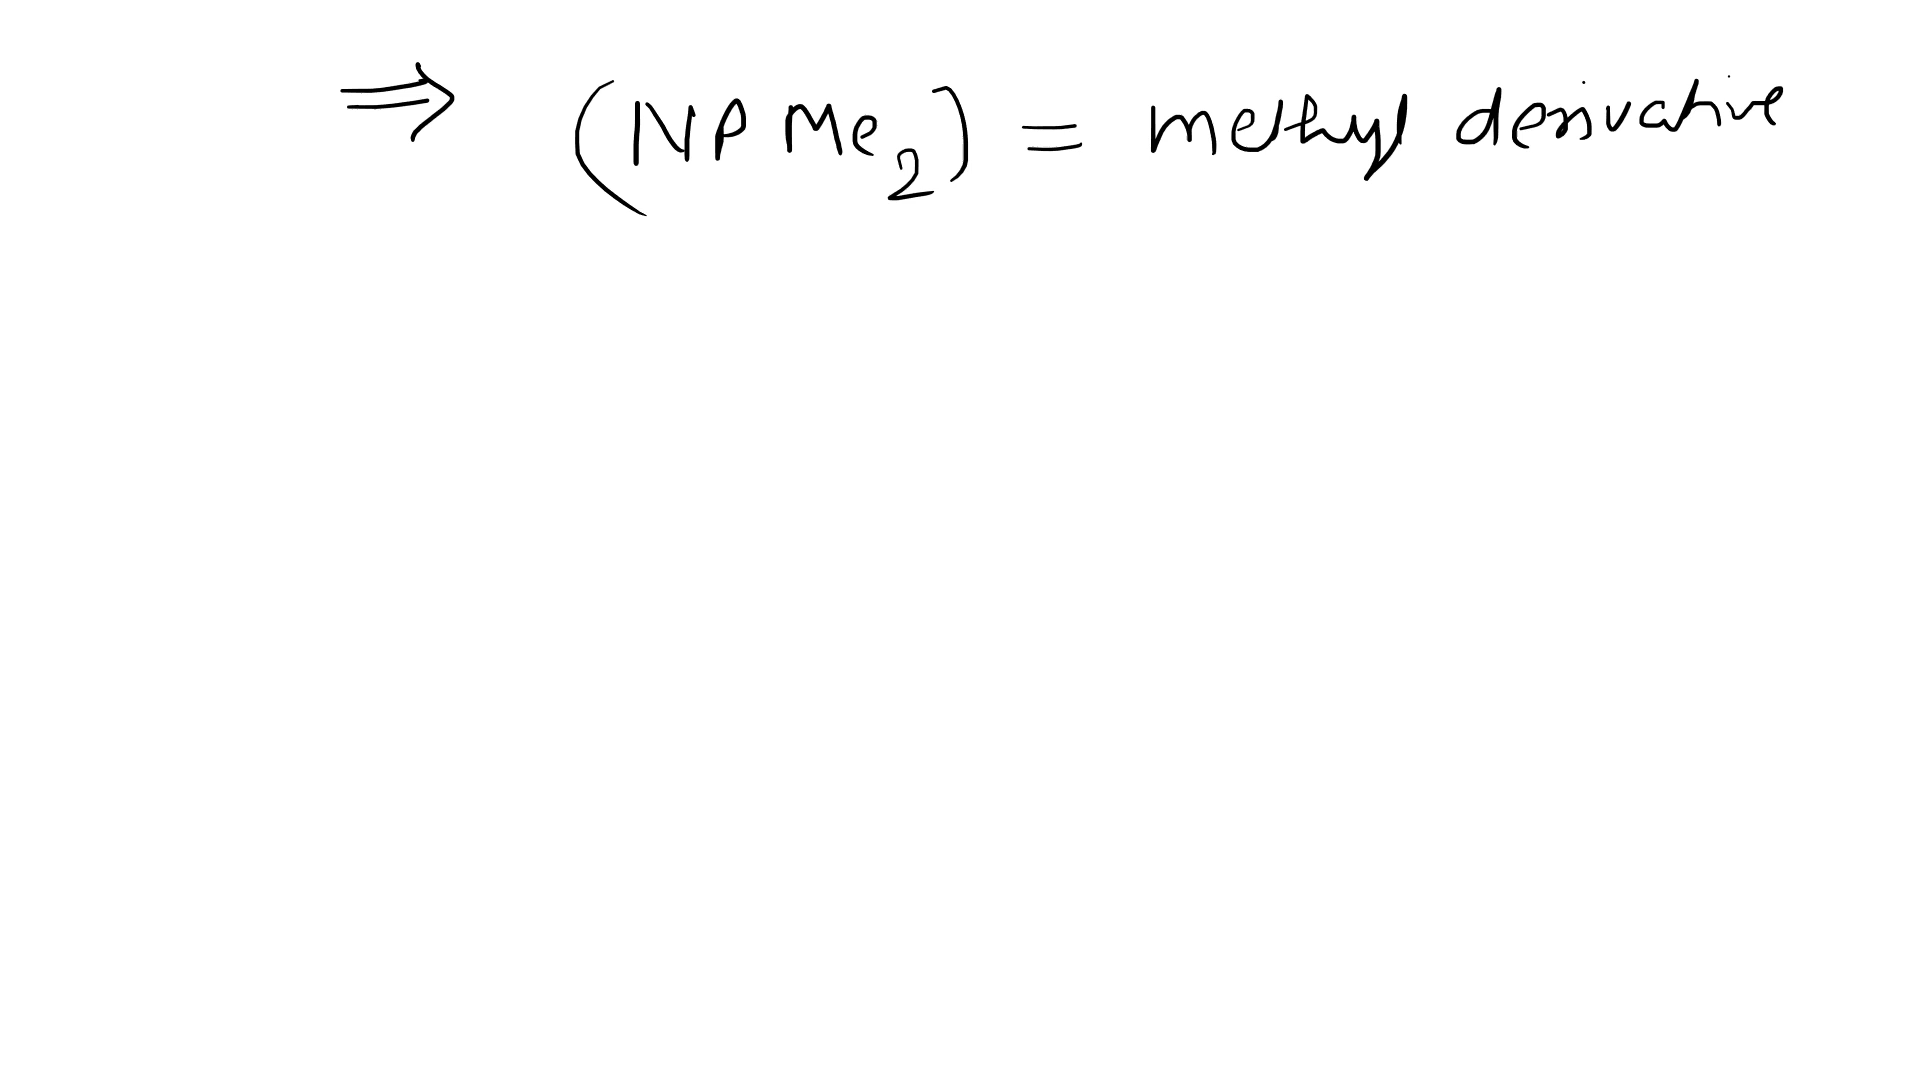 ⇒ (NPMe₂) = methyl derivative